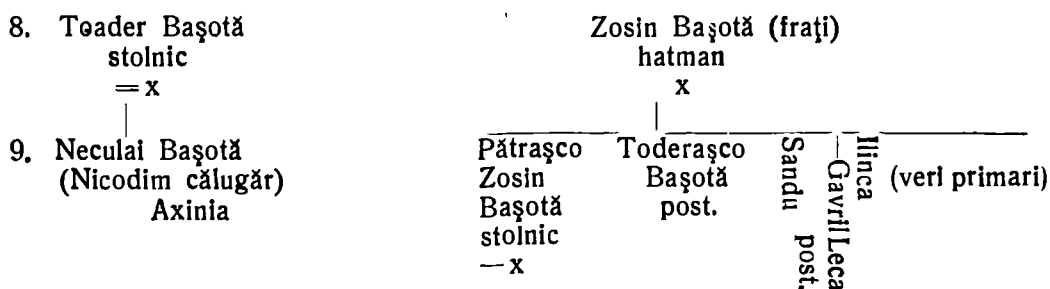 8. Toader Başotă
stolnic
= x
Zosin Başotă (fraţi)
hatman
x
9. Neculai Başotă
(Nicodim călugăr)
Axinia
Pătraşco
Zosin
Başotă
stolnic
— x
Toderaşco
Başotă
post.
Sandu post.
—Gavril Leca
Ilinca
(veri primari)